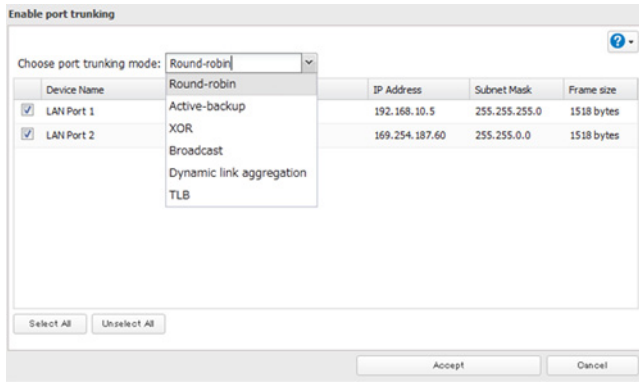 Enable port trunking
?
Choose port trunking mode: Round-robin
Device Name IP Address Subnet Mask Frame size
Round-robin
LAN Port 1 192.168.10.5 255.255.255.0 1518 bytes
Active-backup
LAN Port 2 169.254.187.60 255.255.0.0 1518 bytes
XOR
Broadcast
Dynamic link aggregation
TLB
Select All Unselect All
Accept Cancel